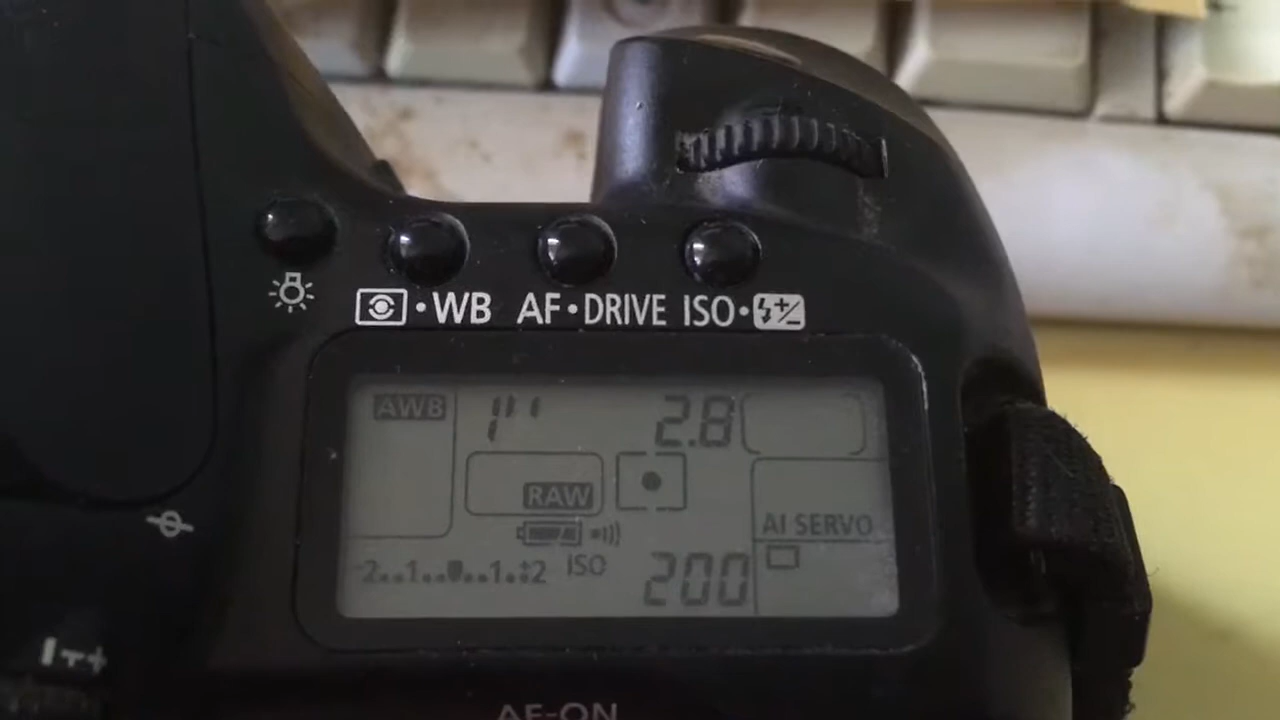 WB AF•DRIVE ISO•
AWB 1" 2.8
RAW
AI SERVO
-2..1..0..1.:2 ISO 200
AF-ON